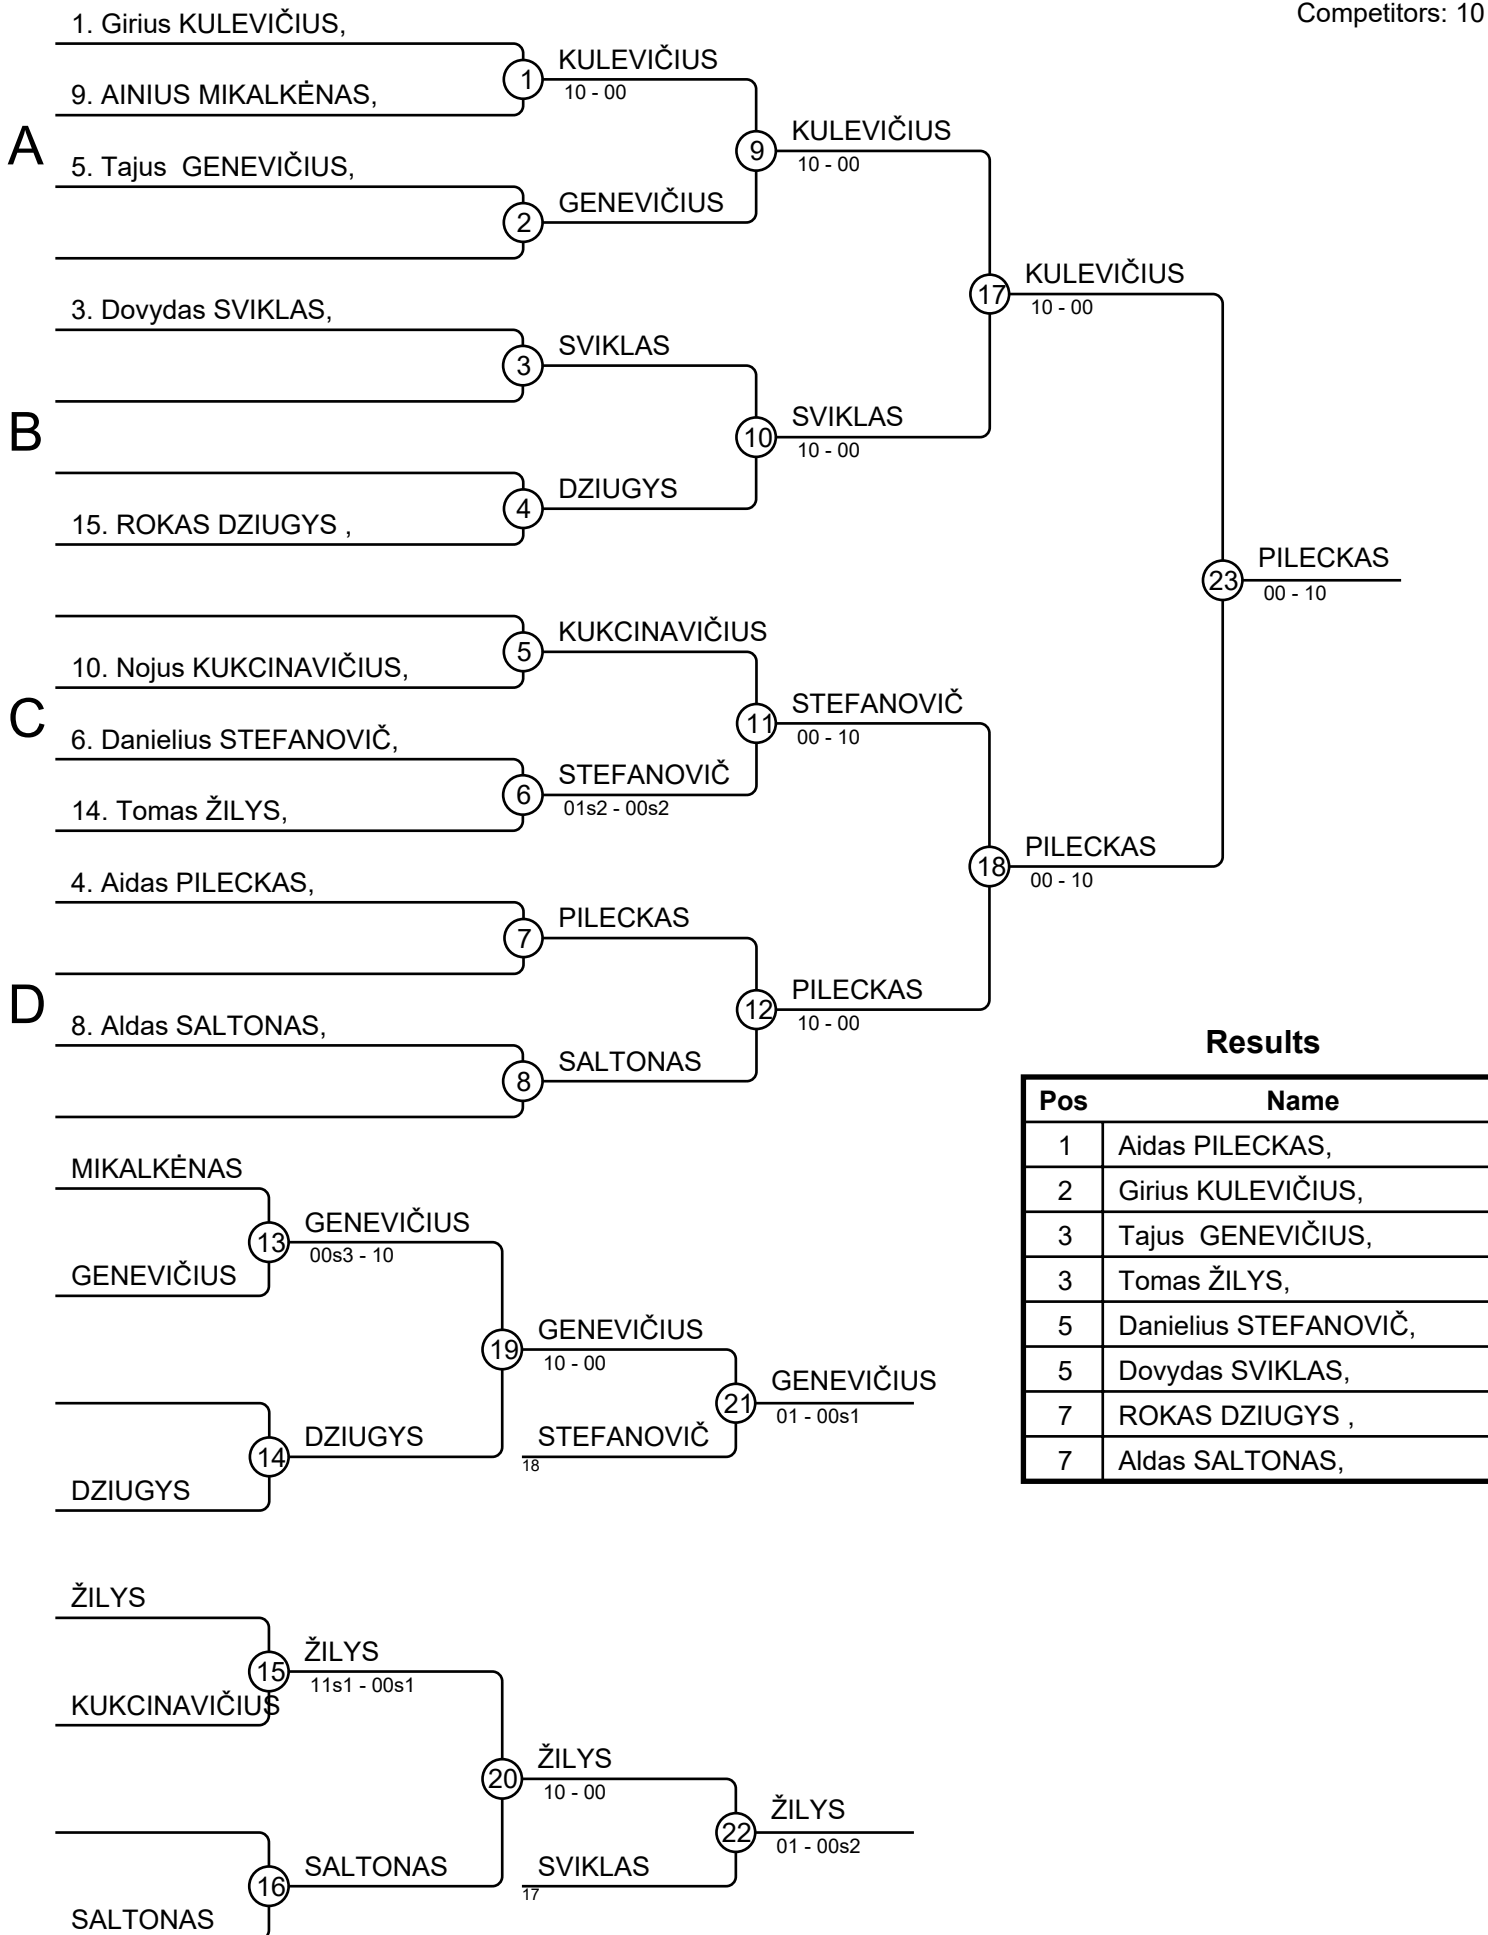 Competitors: 10
1. Girius KULEVIČIUS,
9. AINIUS MIKALKĖNAS,
1
KULEVIČIUS
10 - 00
A
5. Tajus  GENEVIČIUS,
2
GENEVIČIUS
9
KULEVIČIUS
10 - 00
3. Dovydas SVIKLAS,
3
SVIKLAS
B
15. ROKAS DZIUGYS ,
4
DZIUGYS
10
SVIKLAS
10 - 00
17
KULEVIČIUS
10 - 00
10. Nojus KUKCINAVIČIUS,
5
KUKCINAVIČIUS
C
6. Danielius STEFANOVIČ,
14. Tomas ŽILYS,
6
STEFANOVIČ
01s2 - 00s2
11
STEFANOVIČ
00 - 10
4. Aidas PILECKAS,
7
PILECKAS
D
8. Aldas SALTONAS,
8
SALTONAS
12
PILECKAS
10 - 00
18
PILECKAS
00 - 10
23
PILECKAS
00 - 10
MIKALKĖNAS
GENEVIČIUS
13
GENEVIČIUS
00s3 - 10
DZIUGYS
14
DZIUGYS
19
GENEVIČIUS
10 - 00
STEFANOVIČ
18
21
GENEVIČIUS
01 - 00s1
ŽILYS
KUKCINAVIČIUS
15
ŽILYS
11s1 - 00s1
SALTONAS
16
SALTONAS
20
ŽILYS
10 - 00
SVIKLAS
17
22
ŽILYS
01 - 00s2
Results
Pos Name
1 Aidas PILECKAS,
2 Girius KULEVIČIUS,
3 Tajus  GENEVIČIUS,
3 Tomas ŽILYS,
5 Danielius STEFANOVIČ,
5 Dovydas SVIKLAS,
7 ROKAS DZIUGYS ,
7 Aldas SALTONAS,